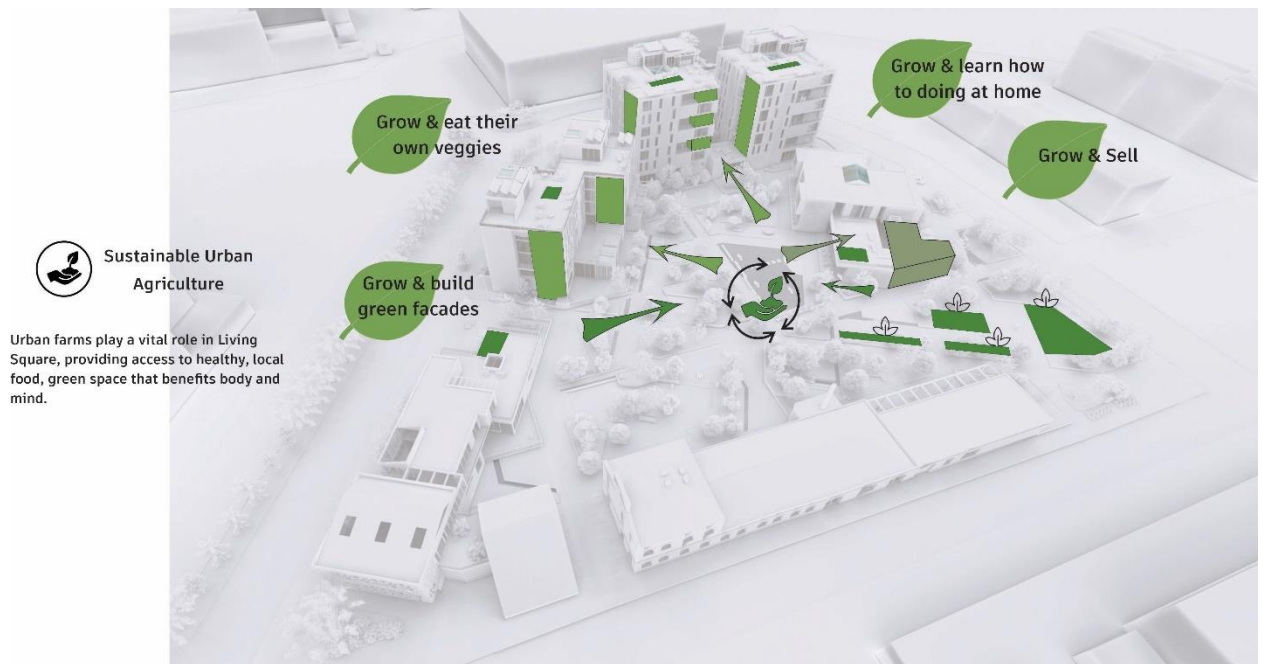 Sustainable Urban
Agriculture
Urban farms play a vital role in Living
Square, providing access to healthy, local
food, green space that benefits body and
mind.
Grow & eat their
own veggies
Grow & build
green facades
Grow & learn how
to doing at home
Grow & Sell